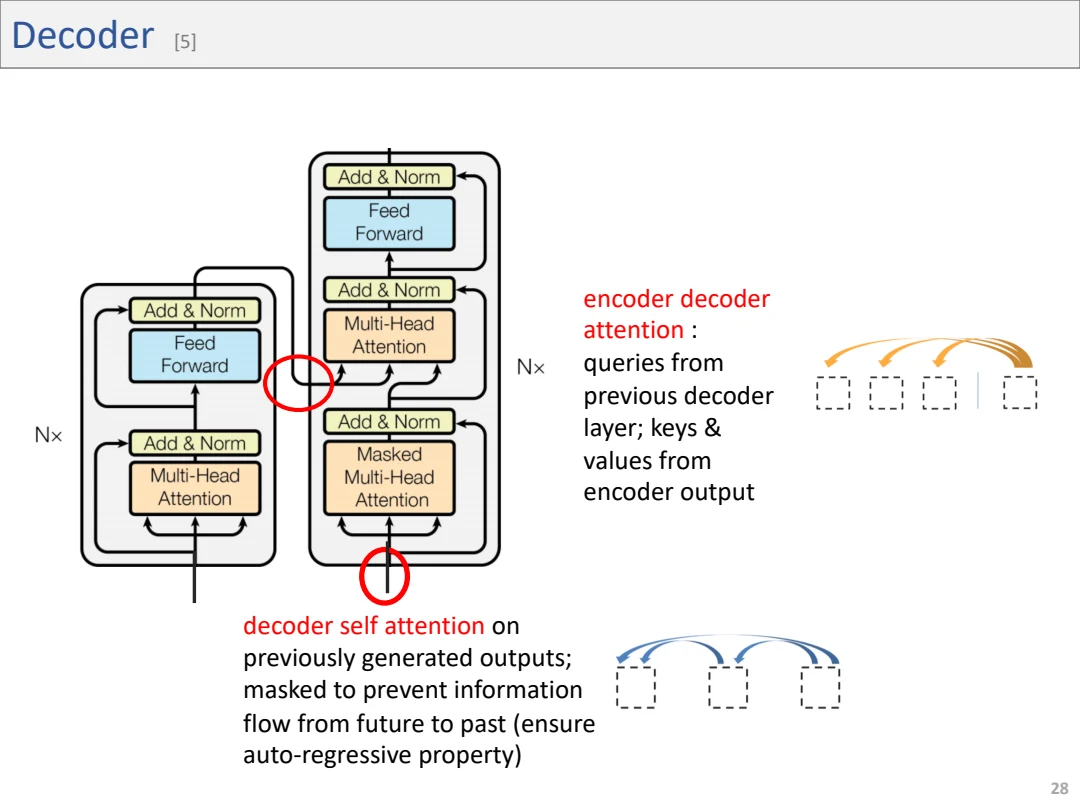 Decoder [5]
Add & Norm
Feed
Forward
Add & Norm
Multi-Head
Attention
Nx
Add & Norm
Masked
Multi-Head
Attention
Add & Norm
Feed
Forward
Nx
Add & Norm
Multi-Head
Attention
encoder decoder
attention :
queries from
previous decoder
layer; keys &
values from
encoder output
decoder self attention on
previously generated outputs;
masked to prevent information
flow from future to past (ensure
auto-regressive property)
28